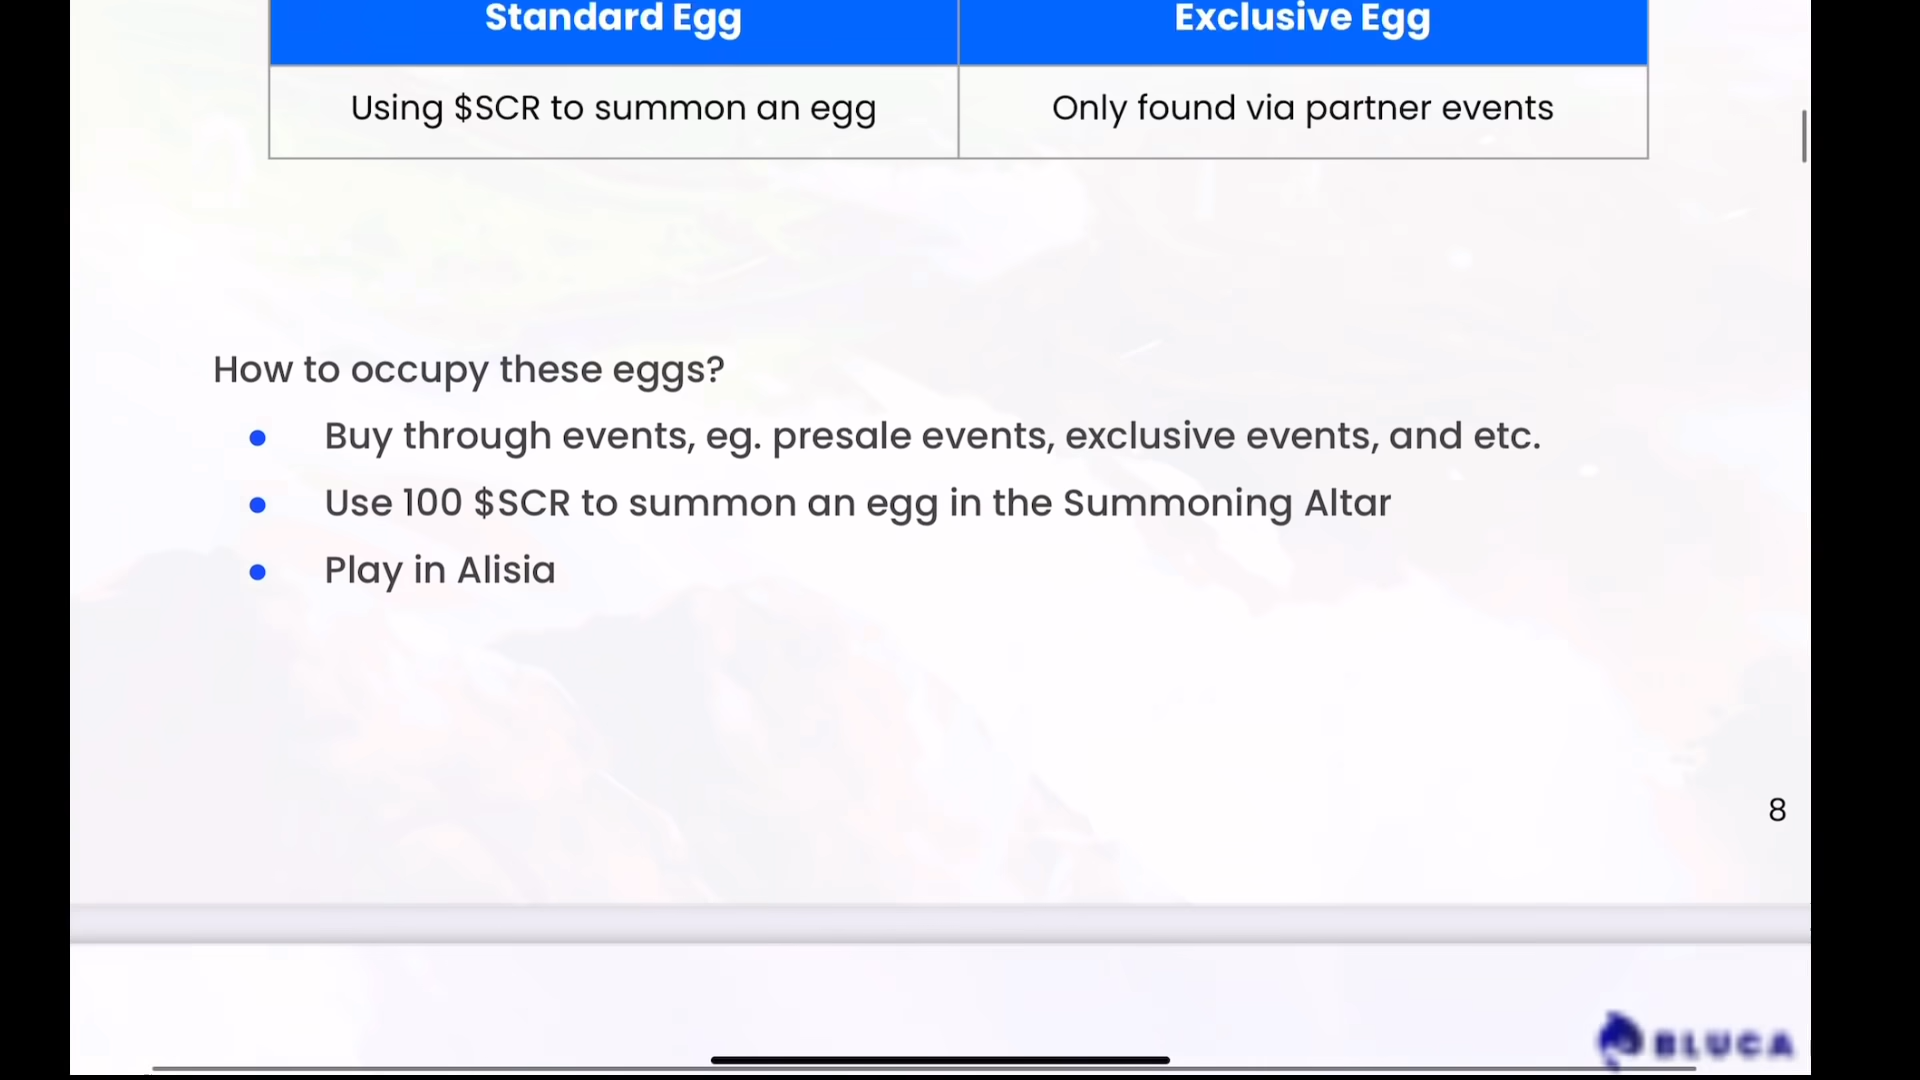 Standard Egg
Exclusive Egg
Using $SCR to summon an egg
Only found via partner events
How to occupy these eggs?
Buy through events, eg. presale events, exclusive events, and etc.
Use 100 $SCR to summon an egg in the Summoning Altar
Play in Alisia
8
BLUCA